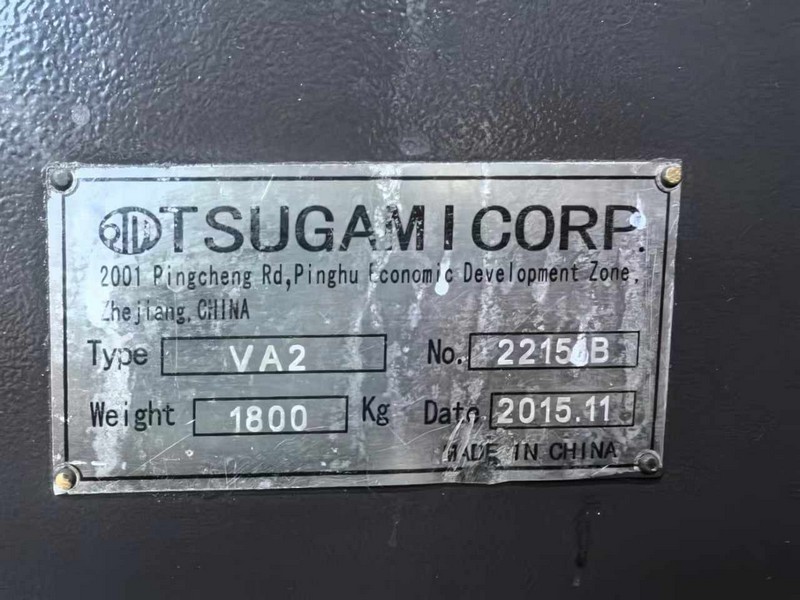 TSUGAMI CORP.
2001 Pingcheng Rd,Pinghu Economic Development Zone,
Zhejiang,CHINA
Type VA2 No.
Weight 1800 Kg Date 2015.11
MADE IN CHINA